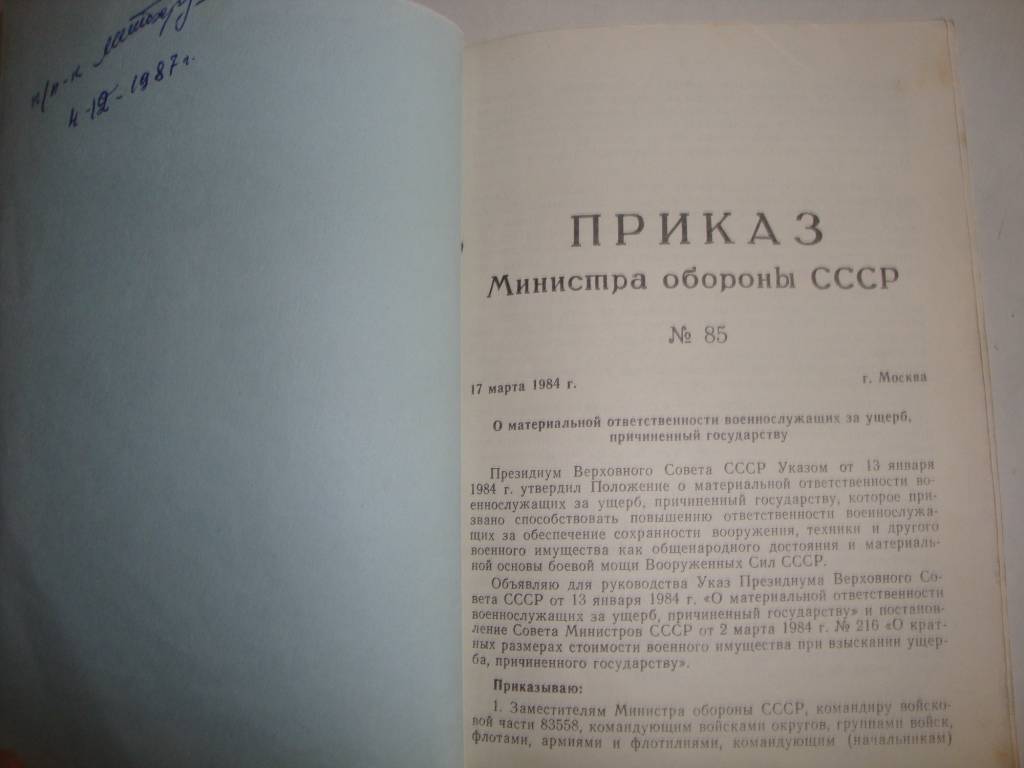 п/п-к
4-12-1987г.
ПРИКАЗ
Министра обороны СССР
№ 85
17 марта 1984 г.
г. Москва
О материальной ответственности военнослужащих за ущерб,
причиненный государству
Президиум Верховного Совета СССР Указом от 13 января
1984 г. утвердил Положение о материальной ответственности во-
еннослужащих за ущерб, причиненный государству, которое при-
звано способствовать повышению ответственности военнослужа-
щих за обеспечение сохранности вооружения, техники и другого
военного имущества как общенародного достояния и материаль-
ной основы боевой мощи Вооруженных Сил СССР.
Объявляю для руководства Указ Президиума Верховного Со-
вета СССР от 13 января 1984 г. «О материальной ответственности
военнослужащих за ущерб, причиненный государству» и постанов-
ление Совета Министров СССР от 2 марта 1984 г. № 216 «О крат-
ных размерах стоимости военного имущества при взыскании ущер-
ба, причиненного государству».
Приказываю:
1. Заместителям Министра обороны СССР, командиру войско-
вой части 83558, командующим войсками округов, группами войск,
флотами, армиями и флотилиями, командующим (начальникам)